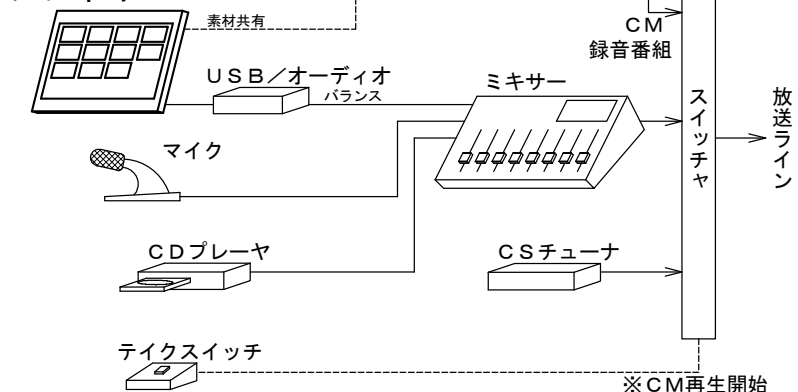 素材共有
CM
録音番組
USB/オーディオ
バランス
ミキサー
スイッチャ
放送ライン
マイク
CDプレーヤ
CSチューナ
テイクスイッチ
※CM再生開始